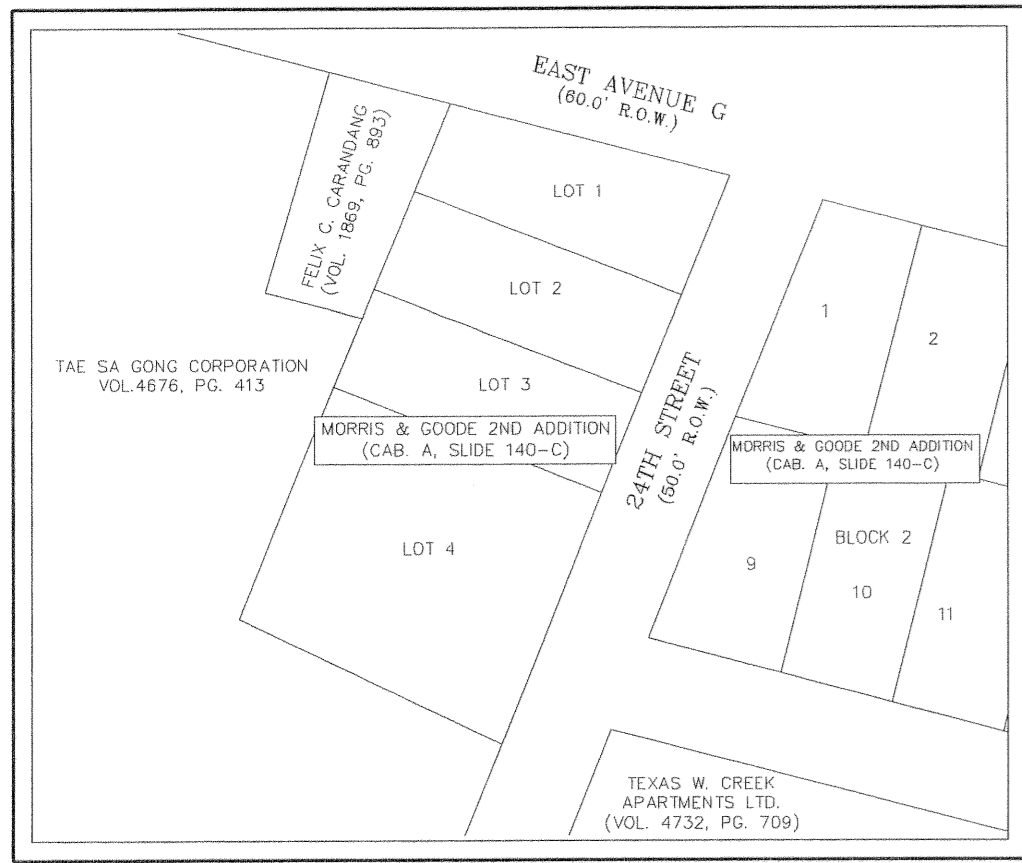 EAST AVENUE G
(60.0' R.O.W.)
FELIX C. CARANDANG
(VOL. 1869, PG. 893)
LOT 1
LOT 2
1
2
TAE SA GONG CORPORATION
VOL.4676, PG. 413
LOT 3
24TH STREET
(50.0' R.O.W.)
MORRIS & GOODE 2ND ADDITION
(CAB. A, SLIDE 140-C)
MORRIS & GOODE 2ND ADDITION
(CAB. A, SLIDE 140-C)
LOT 4
BLOCK 2
9
10
11
TEXAS W. CREEK
APARTMENTS LTD.
(VOL. 4732, PG. 709)